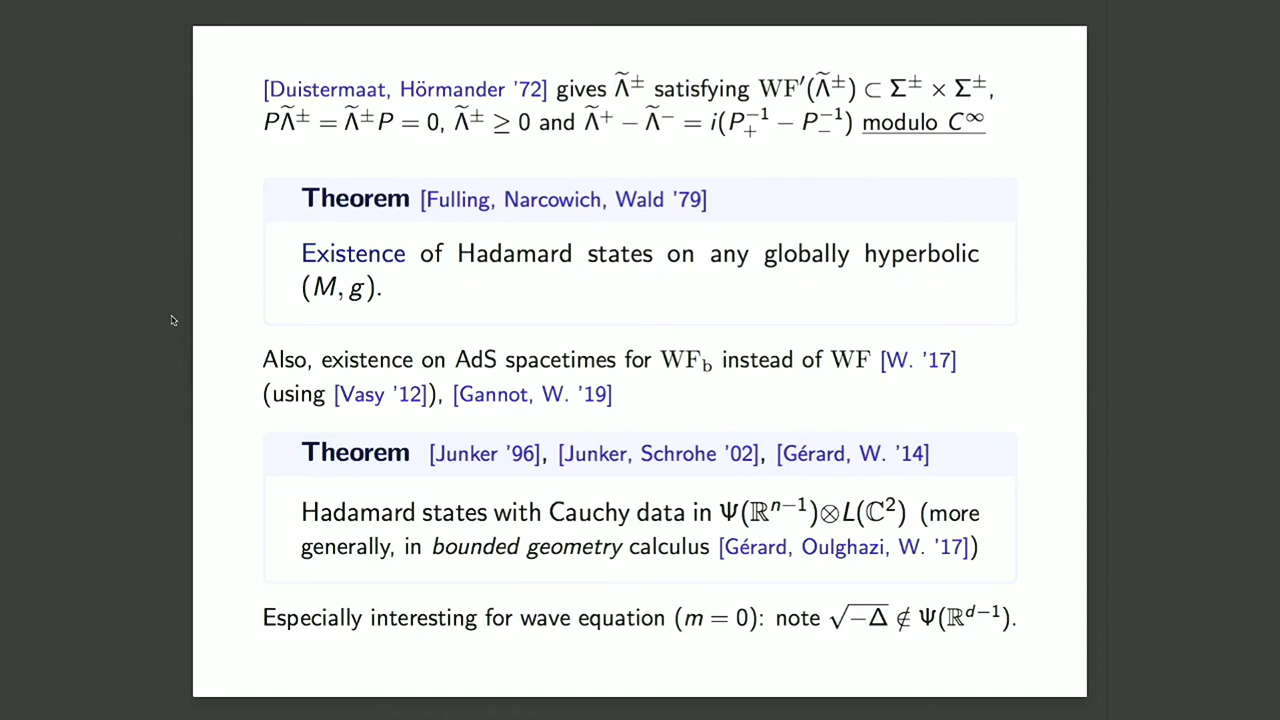 [Duistermaat, Hörmander '72] gives Λ̃± satisfying WF′(Λ̃±) ⊂ Σ± × Σ±,
PΛ̃± = Λ̃±P = 0, Λ̃± ≥ 0 and Λ̃⁺ − Λ̃⁻ = i(P₊⁻¹ − P₋⁻¹) modulo C∞
Theorem [Fulling, Narcowich, Wald '79]
Existence of Hadamard states on any globally hyperbolic
(M, g).
Also, existence on AdS spacetimes for WF_b instead of WF [W. '17]
(using [Vasy '12]), [Gannot, W. '19]
Theorem [Junker '96], [Junker, Schrohe '02], [Gérard, W. '14]
Hadamard states with Cauchy data in Ψ(ℝⁿ⁻¹)⊗L(ℂ²) (more
generally, in bounded geometry calculus [Gérard, Oulghazi, W. '17])
Especially interesting for wave equation (m = 0): note √−Δ ∉ Ψ(ℝᵈ⁻¹).